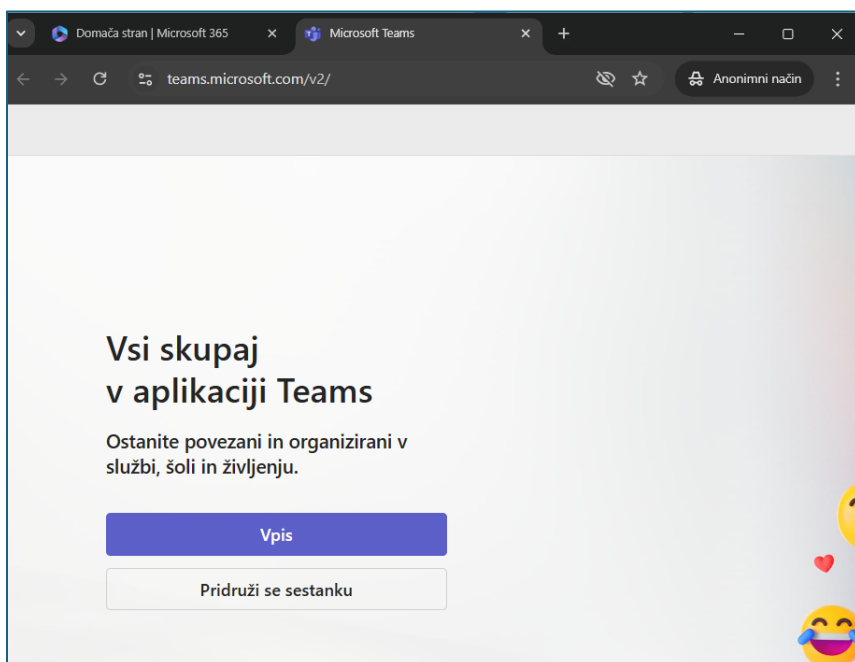 Domača stran | Microsoft 365
Microsoft Teams
teams.microsoft.com/v2/
Anonimni način
Vsi skupaj
v aplikaciji Teams
Ostanite povezani in organizirani v
službi, šoli in življenju.
Vpis
Pridruži se sestanku